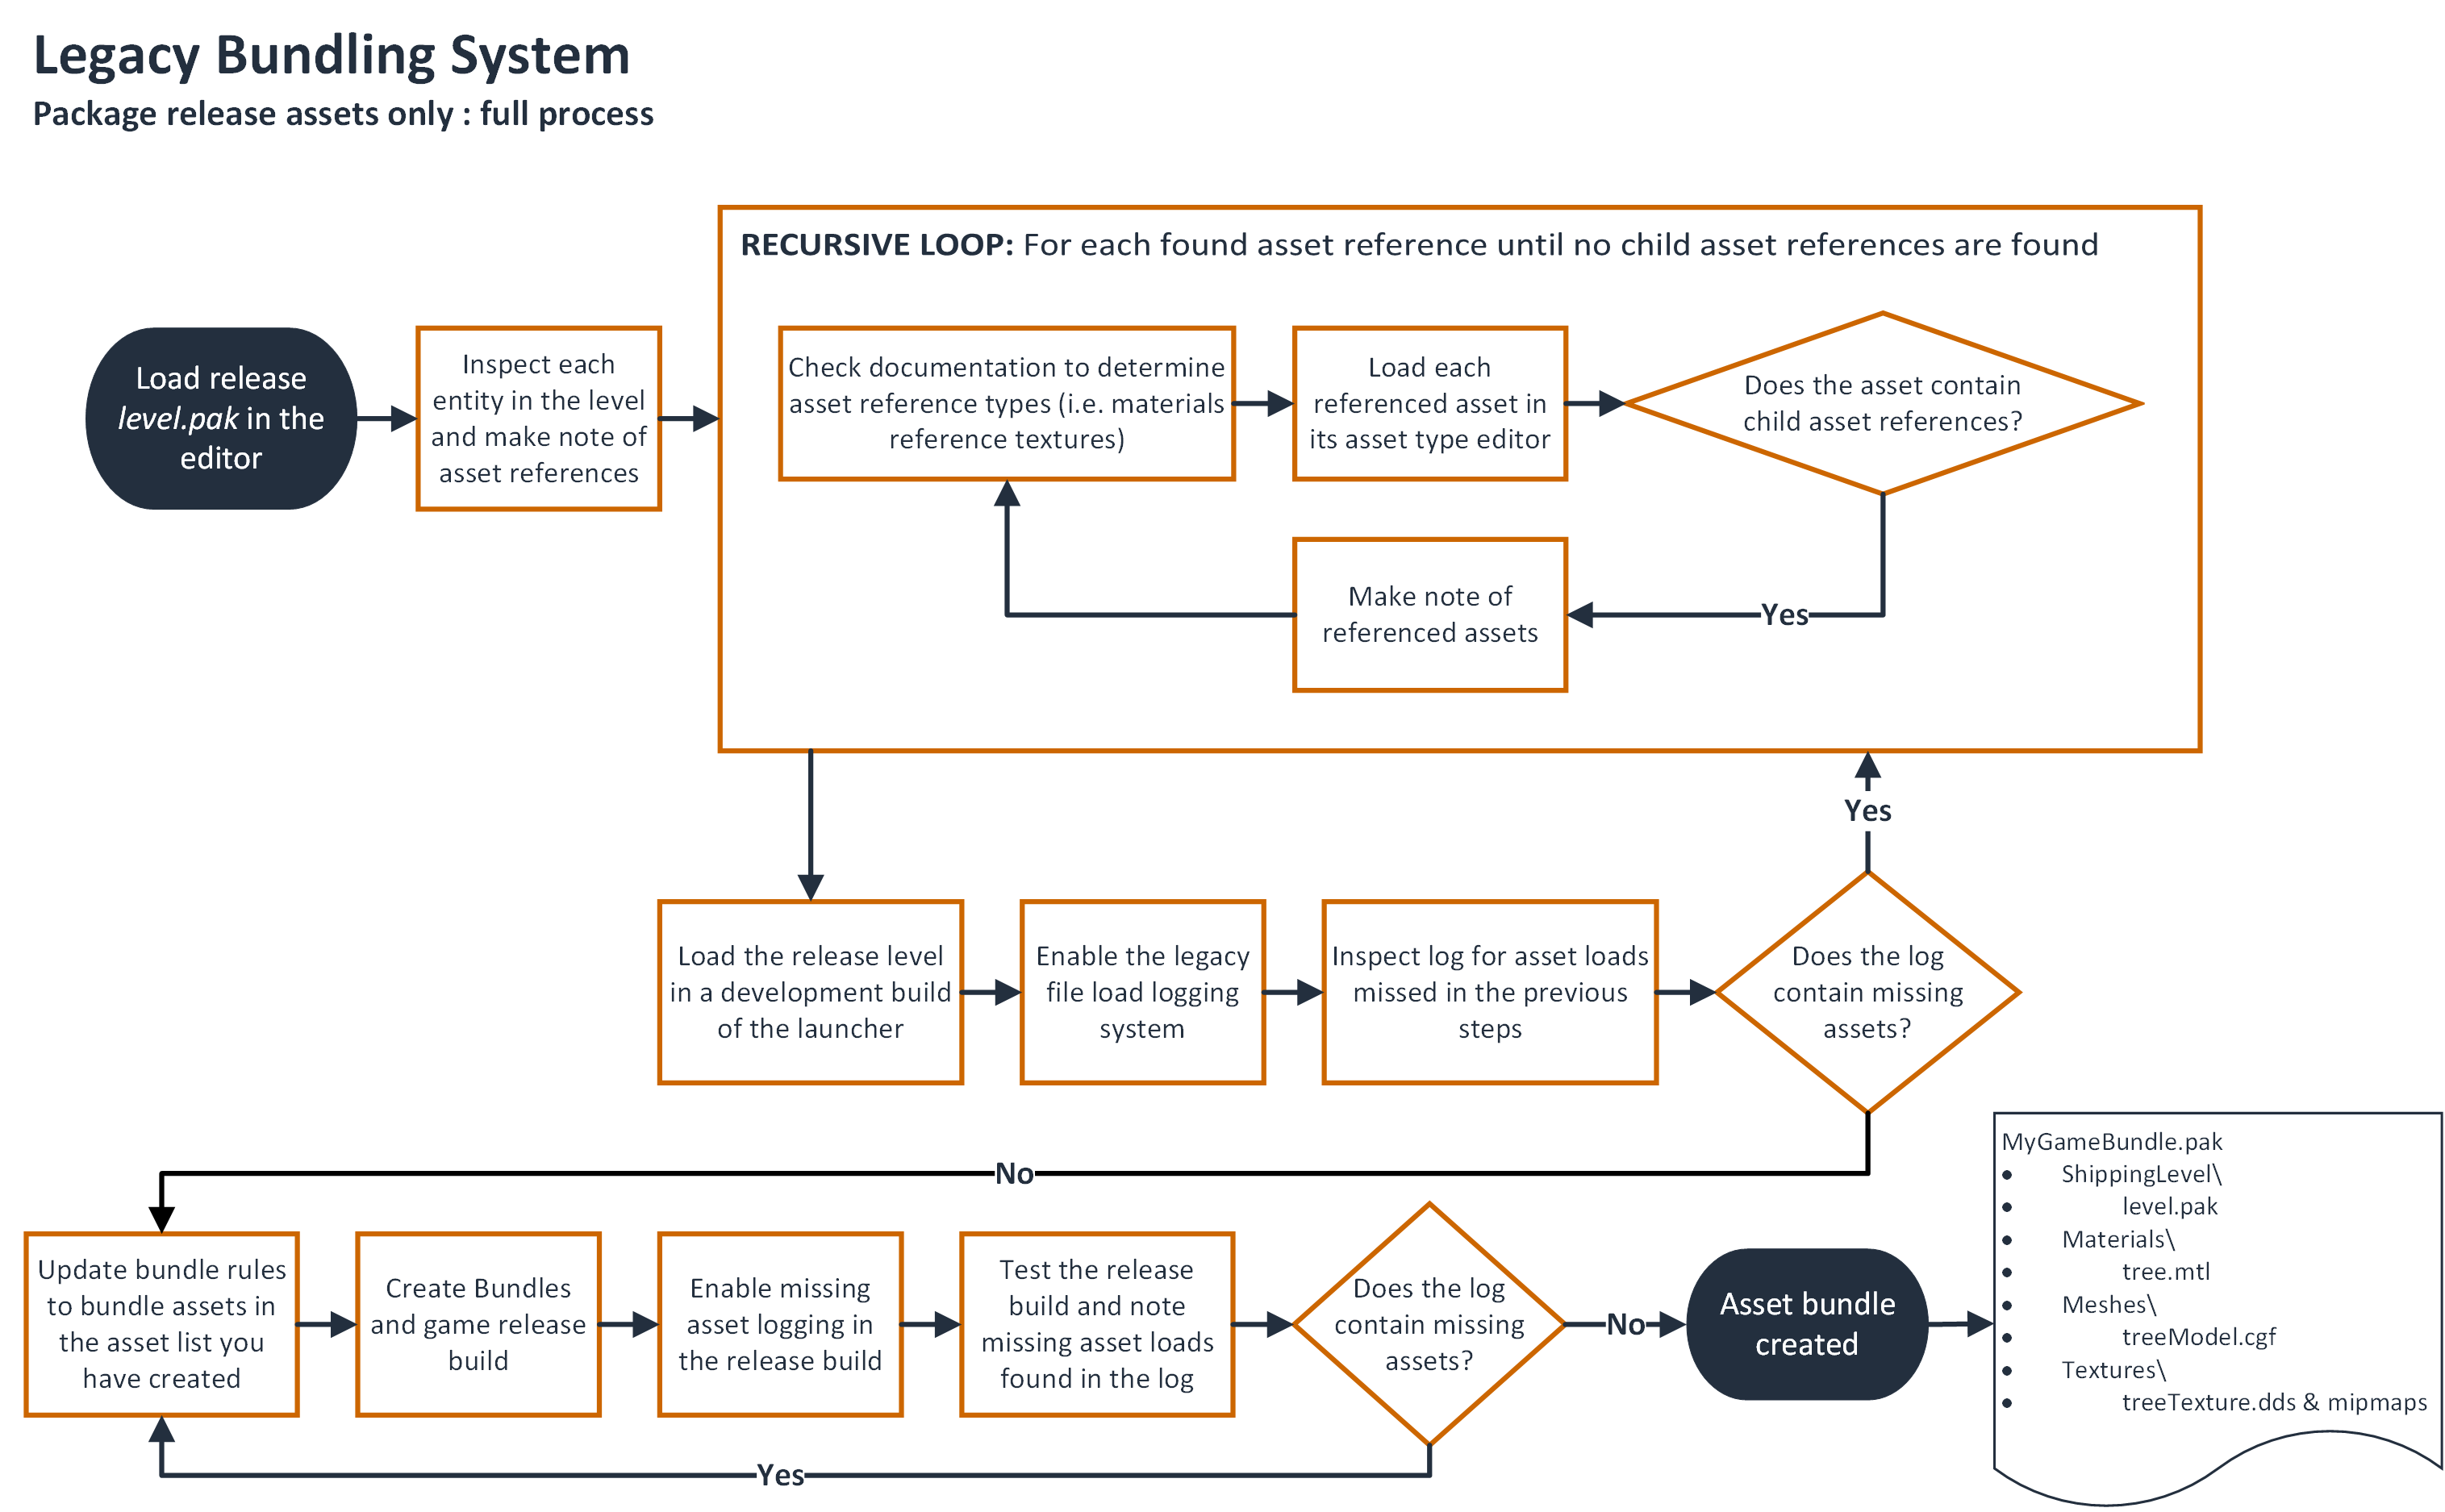 Legacy Bundling System
Package release assets only : full process
RECURSIVE LOOP: For each found asset reference until no child asset references are found
Load release
level.pak in the
editor
Inspect each
entity in the level
and make note of
asset references
Check documentation to determine
asset reference types (i.e. materials
reference textures)
Load each
referenced asset in
its asset type editor
Does the asset contain
child asset references?
Yes
Make note of
referenced assets
Yes
Load the release level
in a development build
of the launcher
Enable the legacy
file load logging
system
Inspect log for asset loads
missed in the previous
steps
Does the log
contain missing
assets?
No
Update bundle rules
to bundle assets in
the asset list you
have created
Create Bundles
and game release
build
Enable missing
asset logging in
the release build
Test the release
build and note
missing asset loads
found in the log
Does the log
contain missing
assets?
Yes
No
Asset bundle
created
MyGameBundle.pak
• ShippingLevel\
• level.pak
• Materials\
• tree.mtl
• Meshes\
• treeModel.cgf
• Textures\
• treeTexture.dds & mipmaps